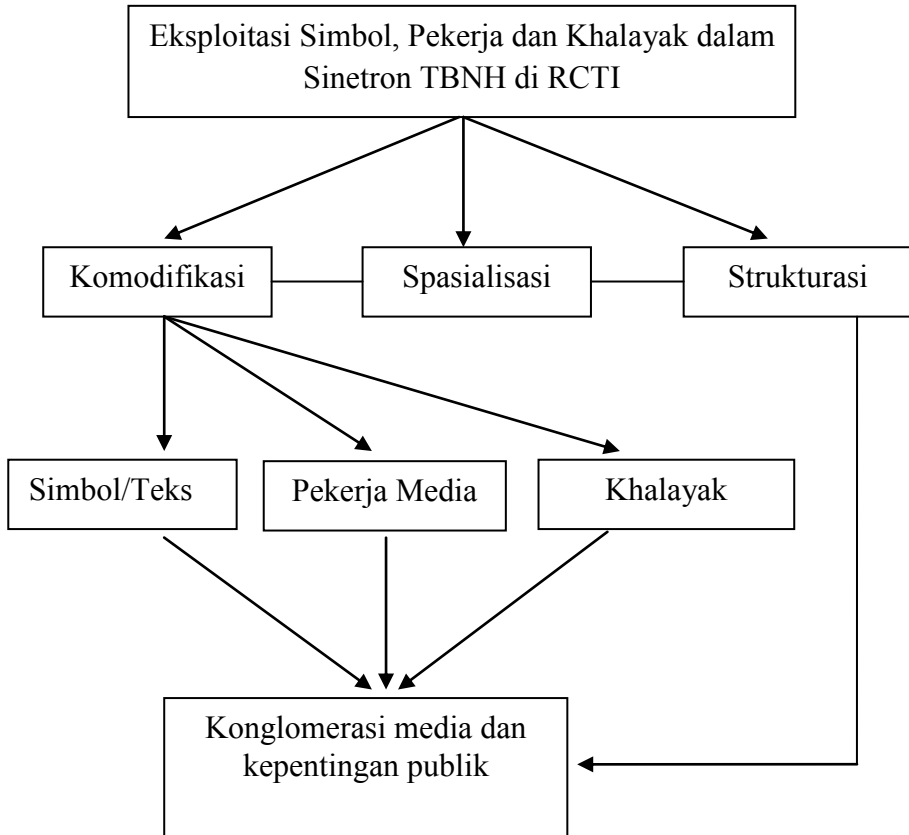 Eksploitasi Simbol, Pekerja dan Khalayak dalam
Sinetron TBNH di RCTI
Komodifikasi
Spasialisasi
Strukturasi
Simbol/Teks
Pekerja Media
Khalayak
Konglomerasi media dan
kepentingan publik